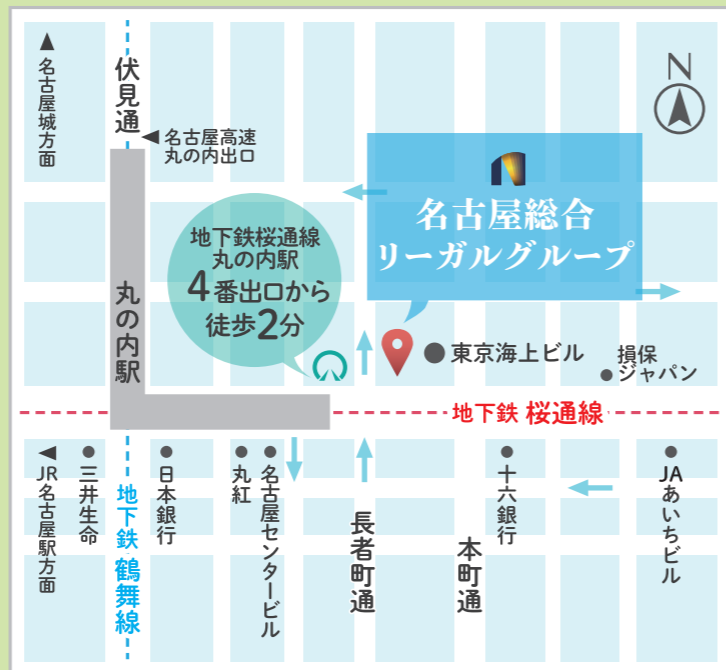 ▲名古屋城方面
伏見通
◀名古屋高速
丸の内出口
N
名古屋総合
リーガルグループ
地下鉄桜通線
丸の内駅
4番出口から
徒歩2分
丸の内駅
●東京海上ビル
損保
●ジャパン
地下鉄 桜通線
◀JR名古屋駅方面
●三井生命
地下鉄 鶴舞線
●日本銀行
●丸紅
●名古屋センタービル
長者町通
本町通
●十六銀行
●JAあいちビル